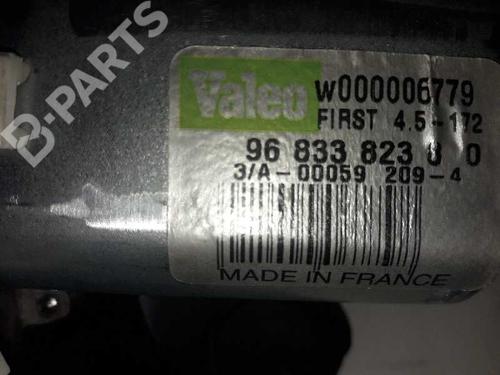 B-PARTS
Valeo
W000006779
FIRST 4.5-172
96 833 823 8 0
3/A-00059 209-4
MADE IN FRANCE